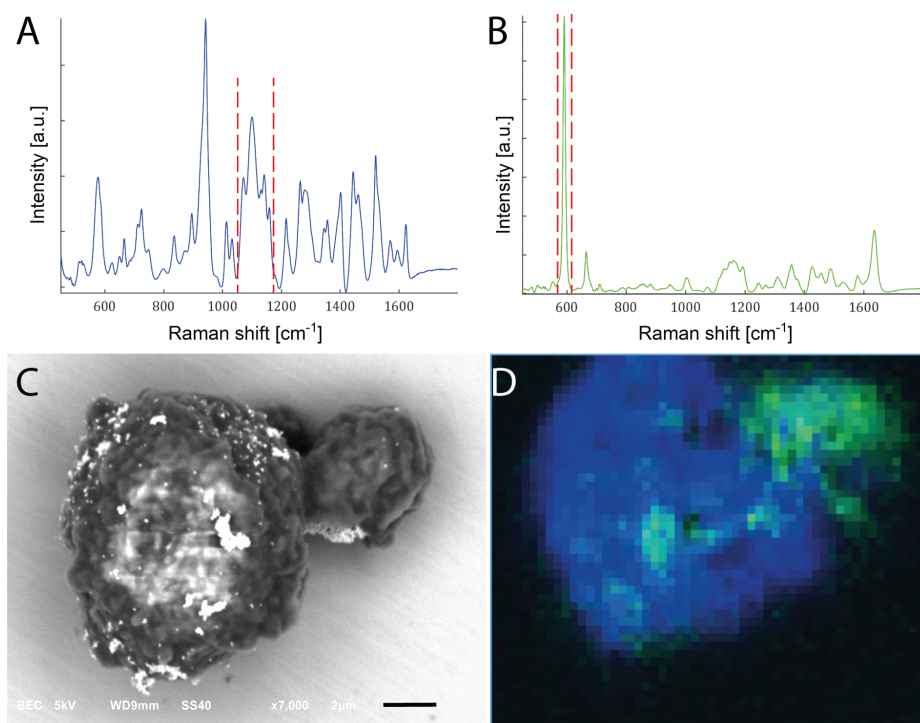 A
Intensity [a.u.]
600 800 1000 1200 1400 1600
Raman shift [cm-1]
B
Intensity [a.u.]
600 800 1000 1200 1400 1600
Raman shift [cm-1]
C
BEC 5kV WD9mm SS40 x7,000 2µm
D